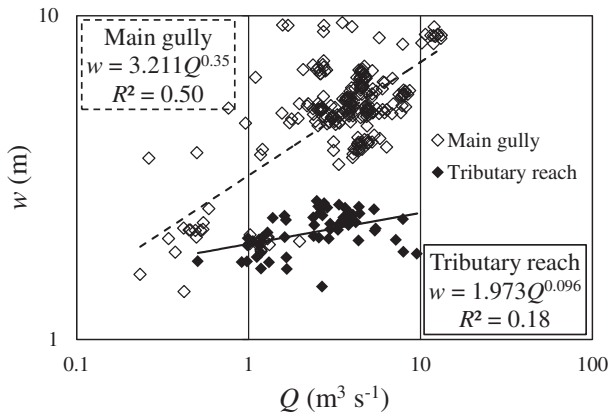 10
Main gully
w = 3.211Q^0.35
R² = 0.50
w (m)
Main gully
Tributary reach
Tributary reach
w = 1.973Q^0.096
R² = 0.18
1
0.1 1 10 100
Q (m³ s⁻¹)